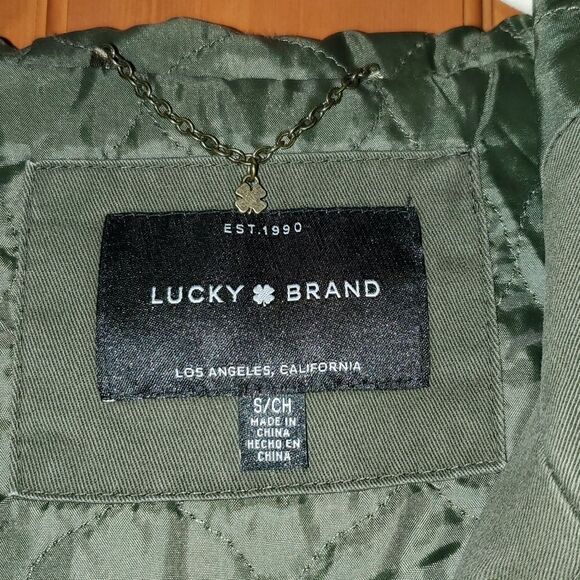 EST.1990
LUCKY BRAND
LOS ANGELES, CALIFORNIA
S/CH
MADE IN
CHINA
HECHO EN
CHINA